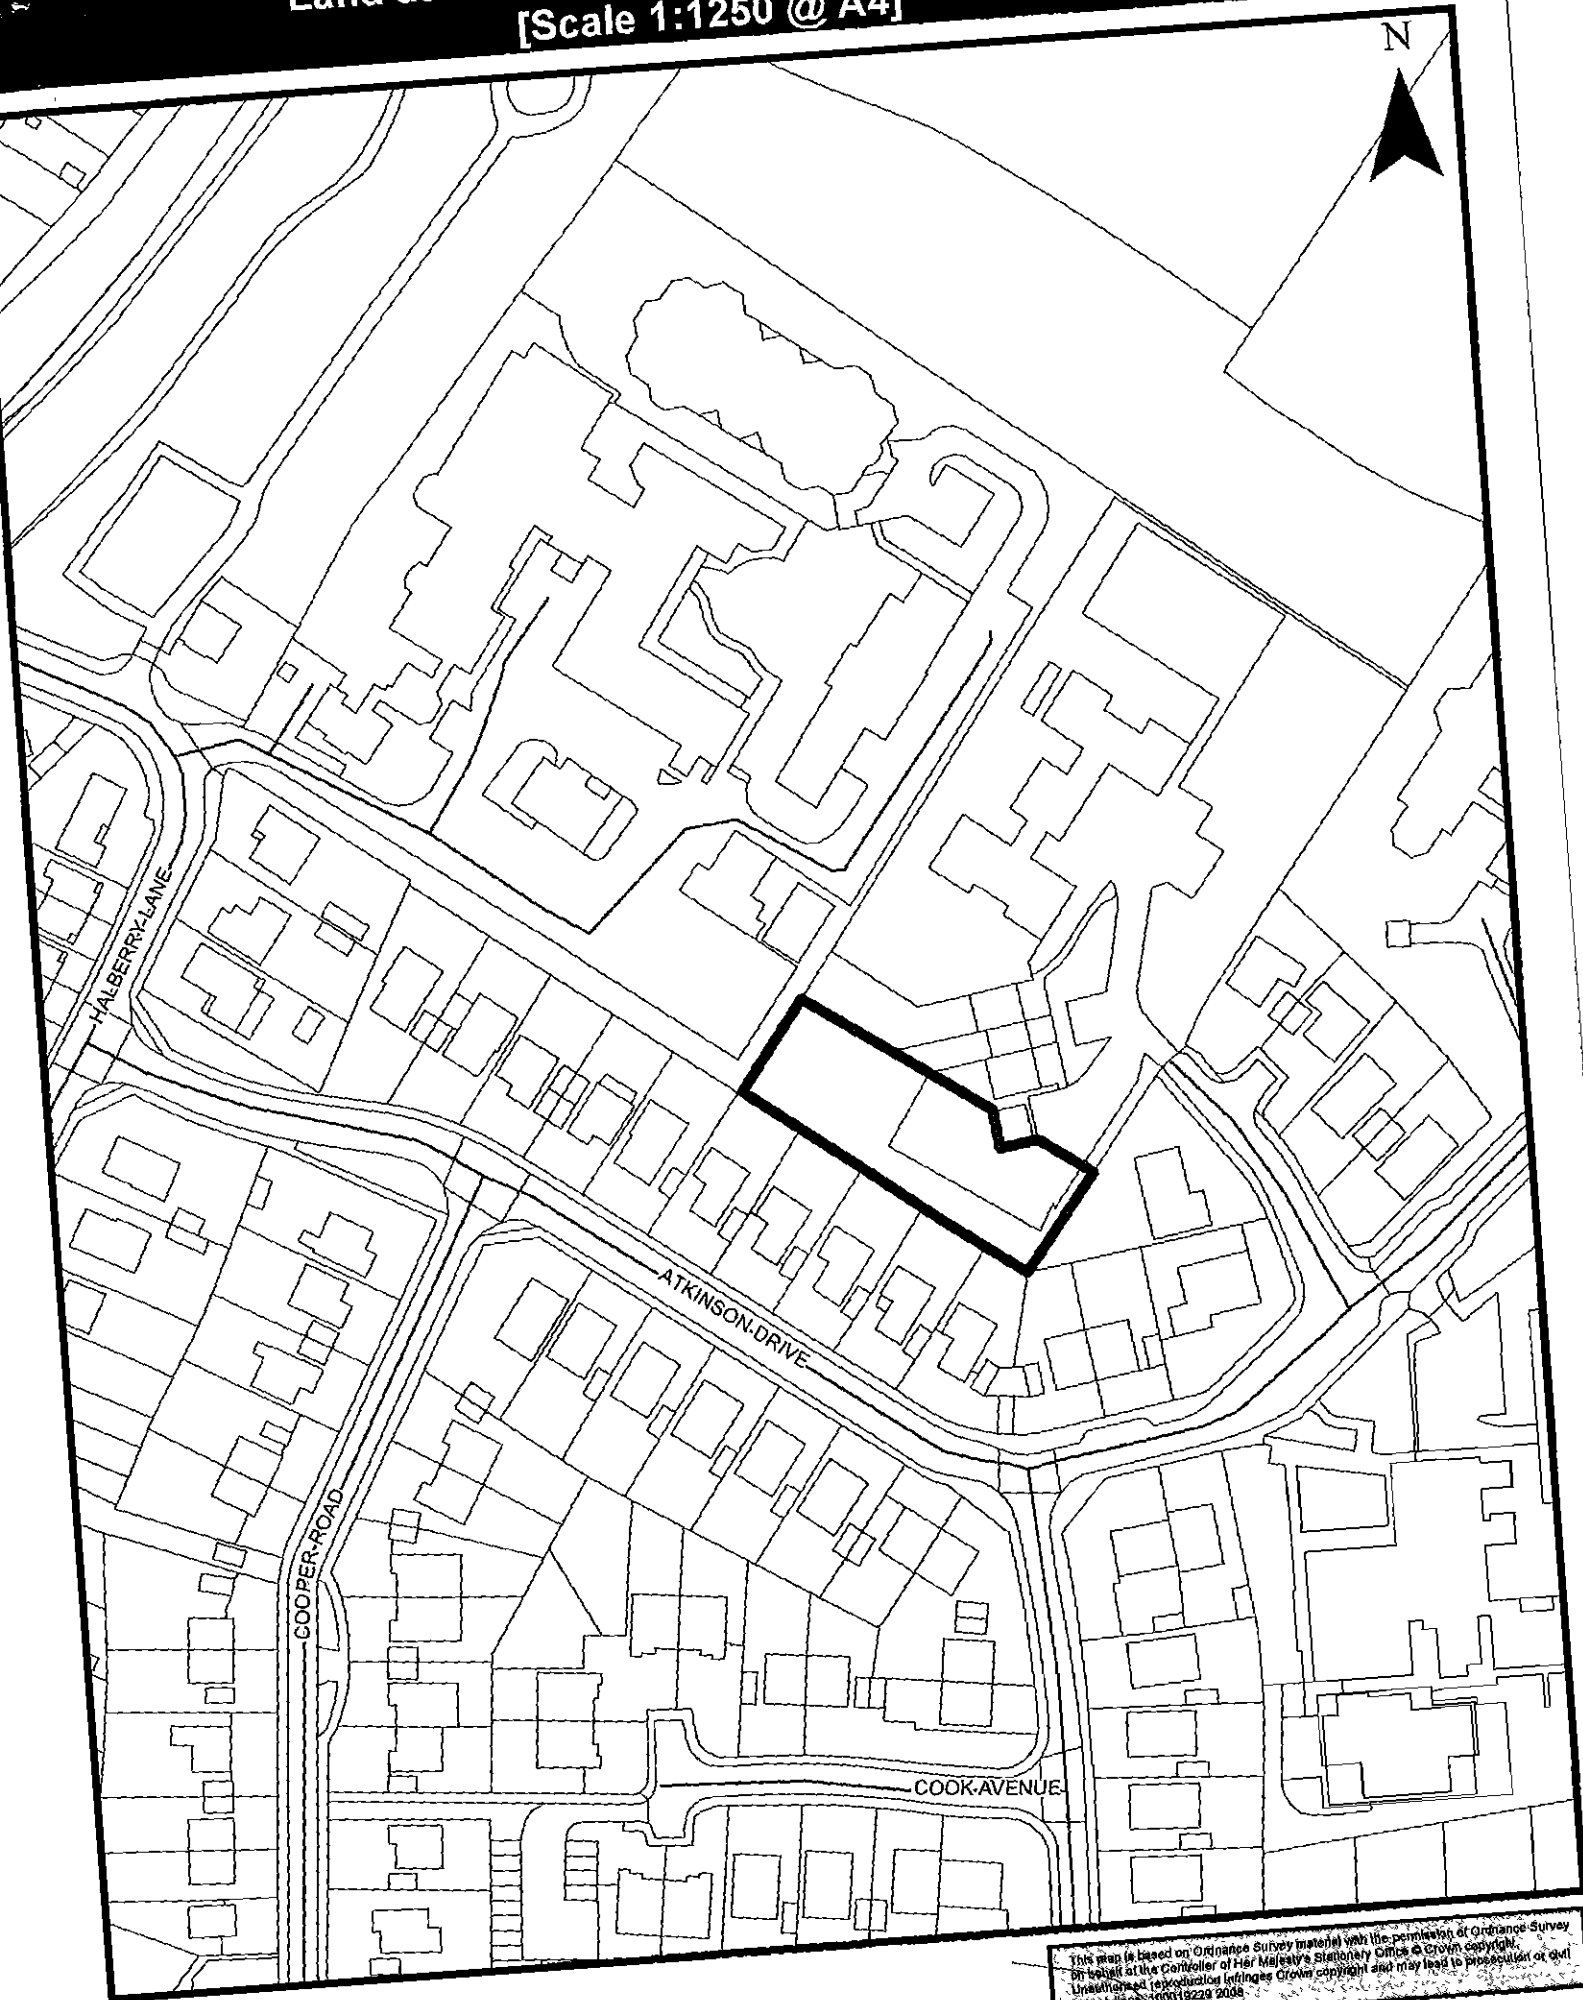 [Scale 1:1250 @ A4]
N
HALBERRY LANE
ATKINSON DRIVE
COOPER ROAD
COOK AVENUE
This map is based on Ordnance Survey material with the permission of Ordnance Survey
on behalf of the Controller of Her Majesty's Stationery Office © Crown copyright.
Unauthorised reproduction infringes Crown copyright and may lead to prosecution or civil
100019229 2008